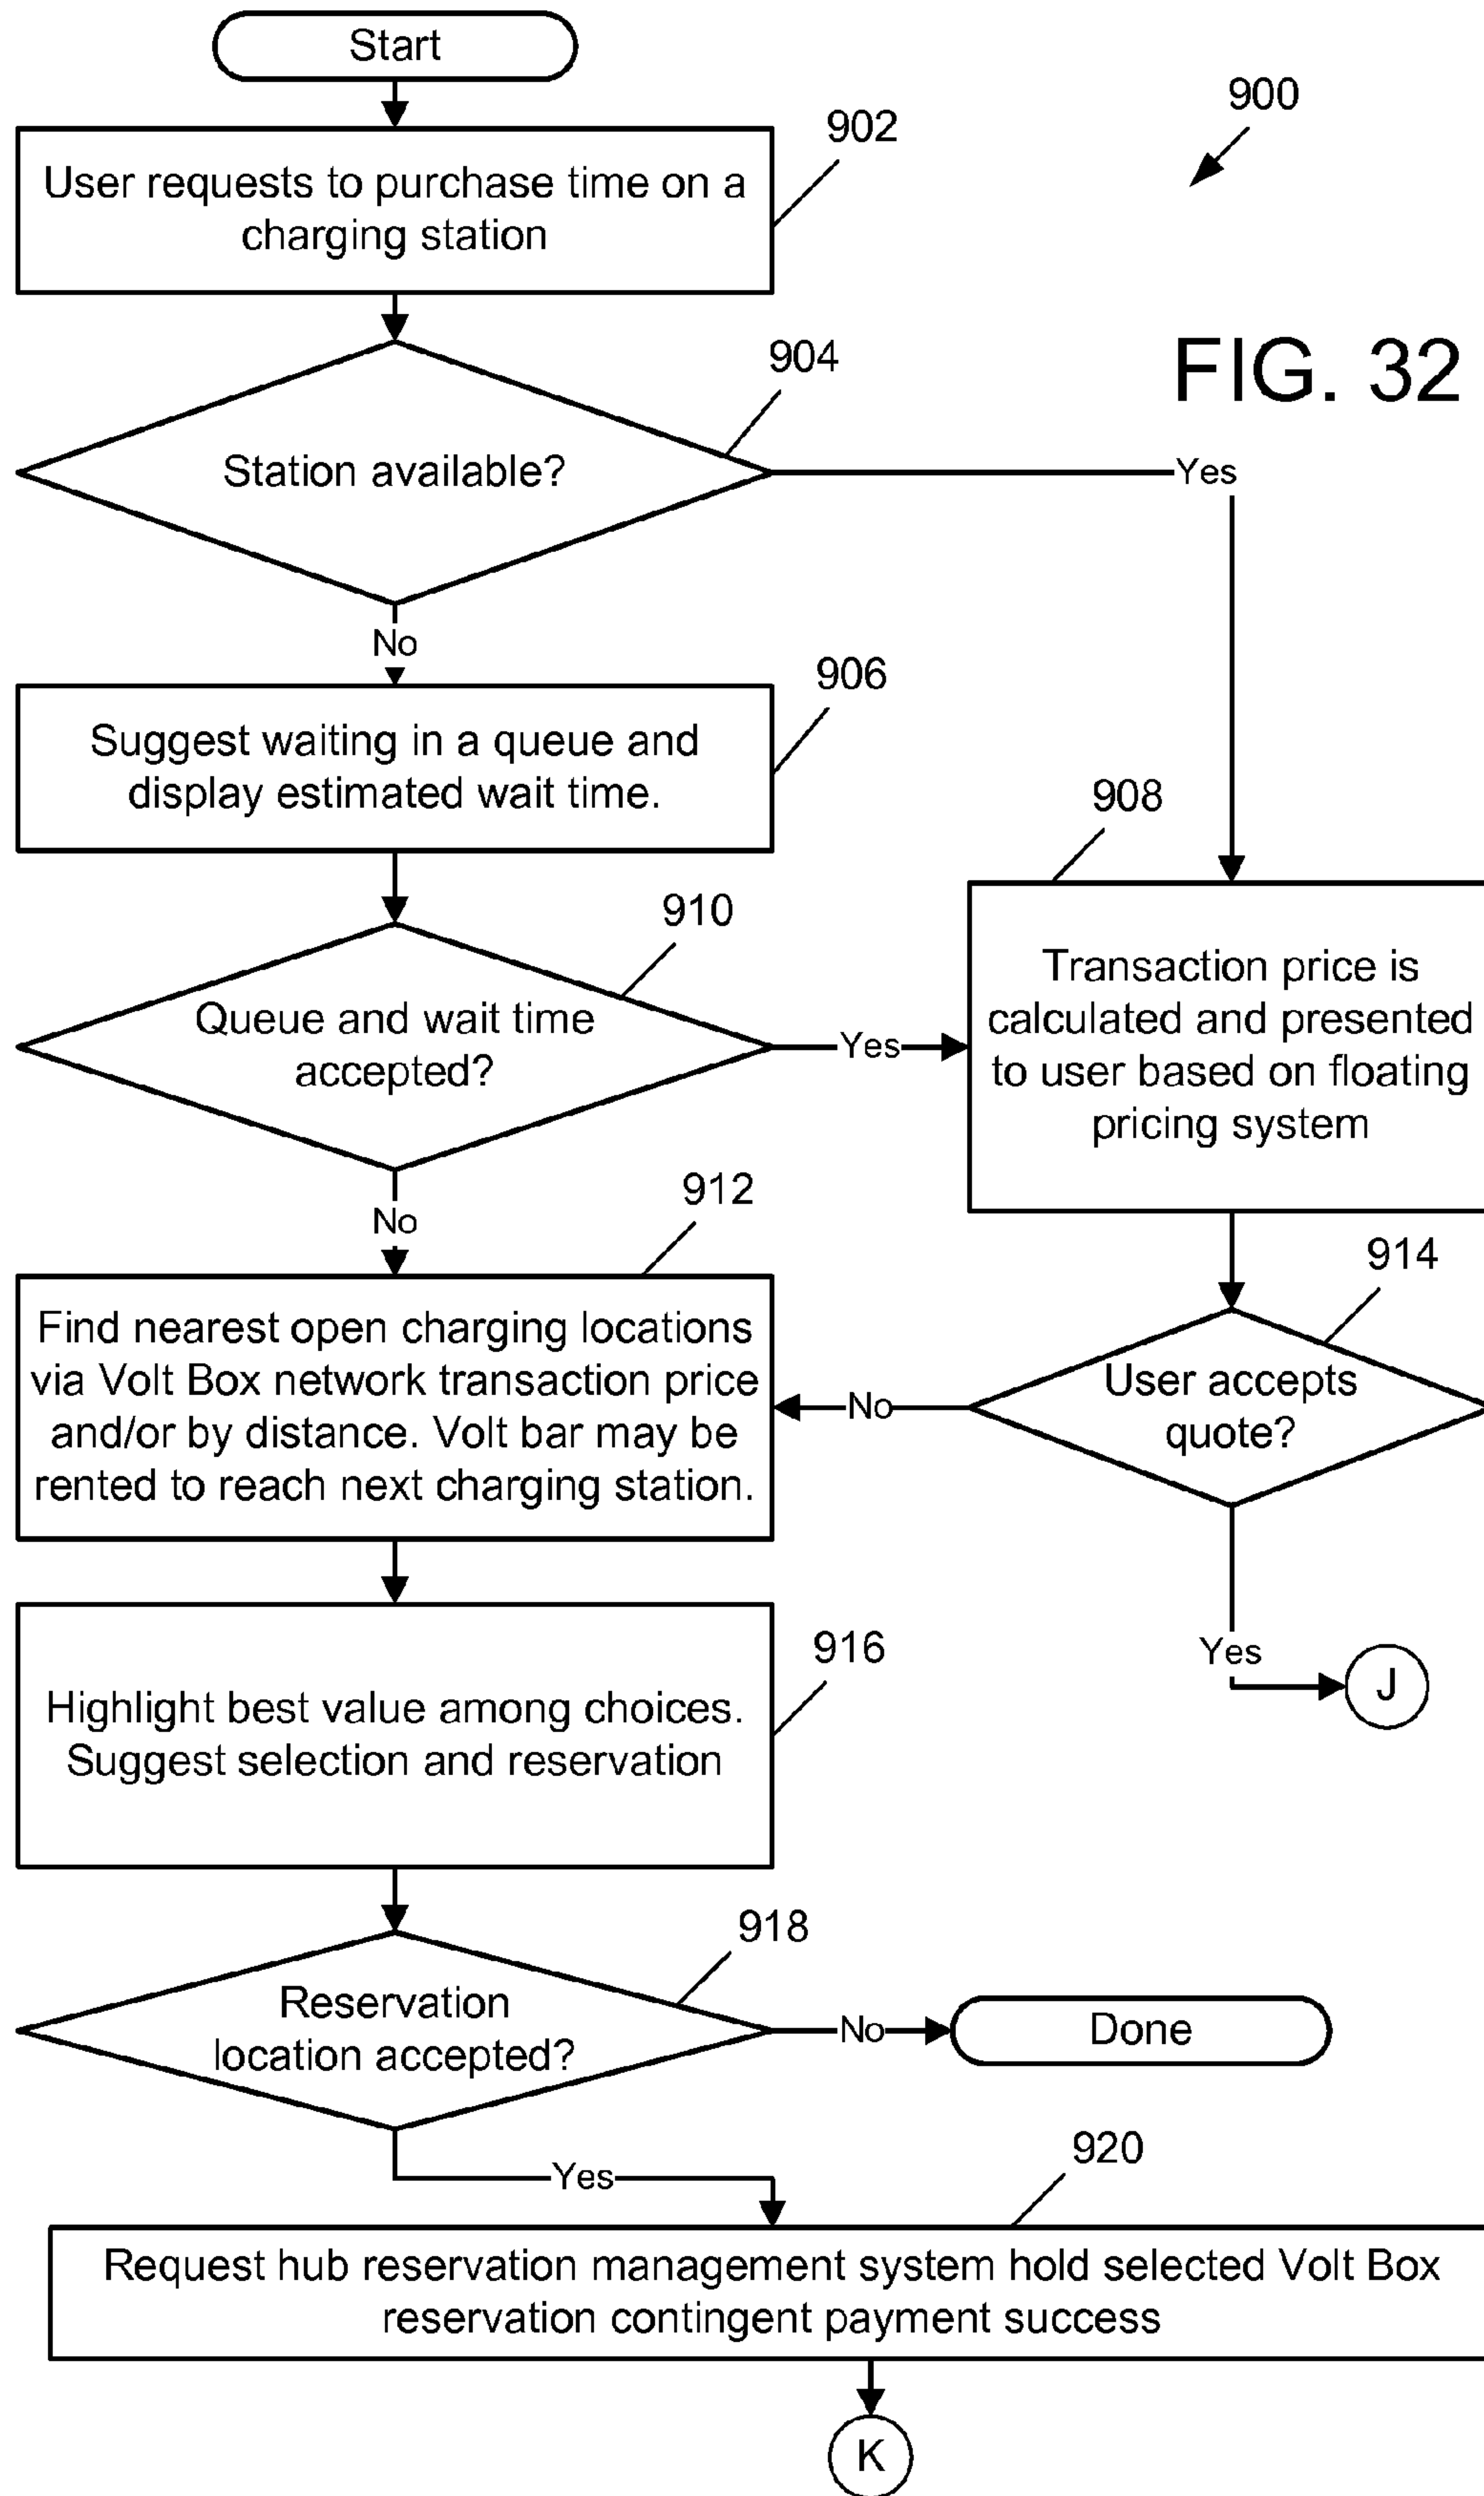 Start
900
902
User requests to purchase time on a
charging station
904
FIG. 32
Station available?
Yes
No
906
Suggest waiting in a queue and
display estimated wait time.
908
910
Transaction price is
calculated and presented
to user based on floating
pricing system
Queue and wait time
accepted?
Yes
No
912
914
Find nearest open charging locations
via Volt Box network transaction price
and/or by distance. Volt bar may be
rented to reach next charging station.
User accepts
quote?
No
Yes
J
916
Highlight best value among choices.
Suggest selection and reservation
918
Reservation
location accepted?
No
Done
Yes
920
Request hub reservation management system hold selected Volt Box
reservation contingent payment success
K